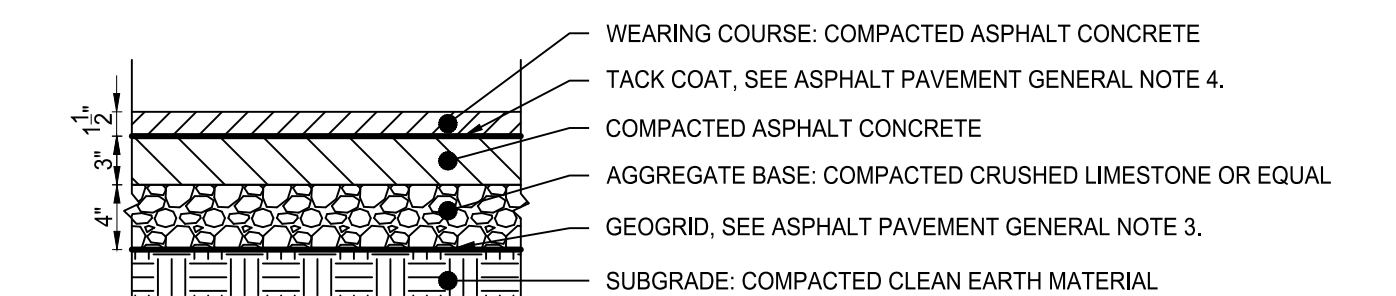 WEARING COURSE: COMPACTED ASPHALT CONCRETE
TACK COAT, SEE ASPHALT PAVEMENT GENERAL NOTE 4.
COMPACTED ASPHALT CONCRETE
AGGREGATE BASE: COMPACTED CRUSHED LIMESTONE OR EQUAL
GEOGRID, SEE ASPHALT PAVEMENT GENERAL NOTE 3.
SUBGRADE: COMPACTED CLEAN EARTH MATERIAL
1 1/2"
3"
4"